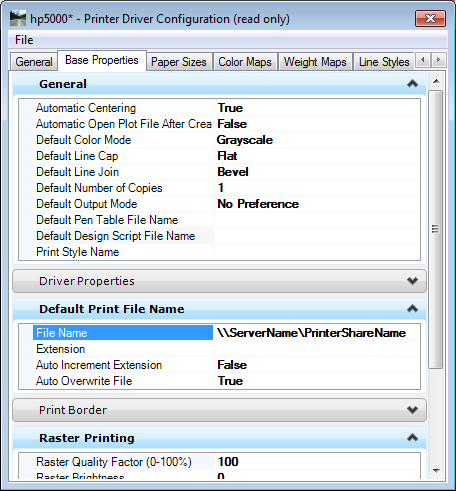 hp5000* - Printer Driver Configuration (read only)
File
General Base Properties Paper Sizes Color Maps Weight Maps Line Styles
General
Automatic Centering True
Automatic Open Plot File After Crea False
Default Color Mode Grayscale
Default Line Cap Flat
Default Line Join Bevel
Default Number of Copies 1
Default Output Mode No Preference
Default Pen Table File Name
Default Design Script File Name
Print Style Name
Driver Properties
Default Print File Name
File Name \\ServerName\PrinterShareName
Extension
Auto Increment Extension False
Auto Overwrite File True
Print Border
Raster Printing
Raster Quality Factor (0-100%) 100
Raster Brightness 0